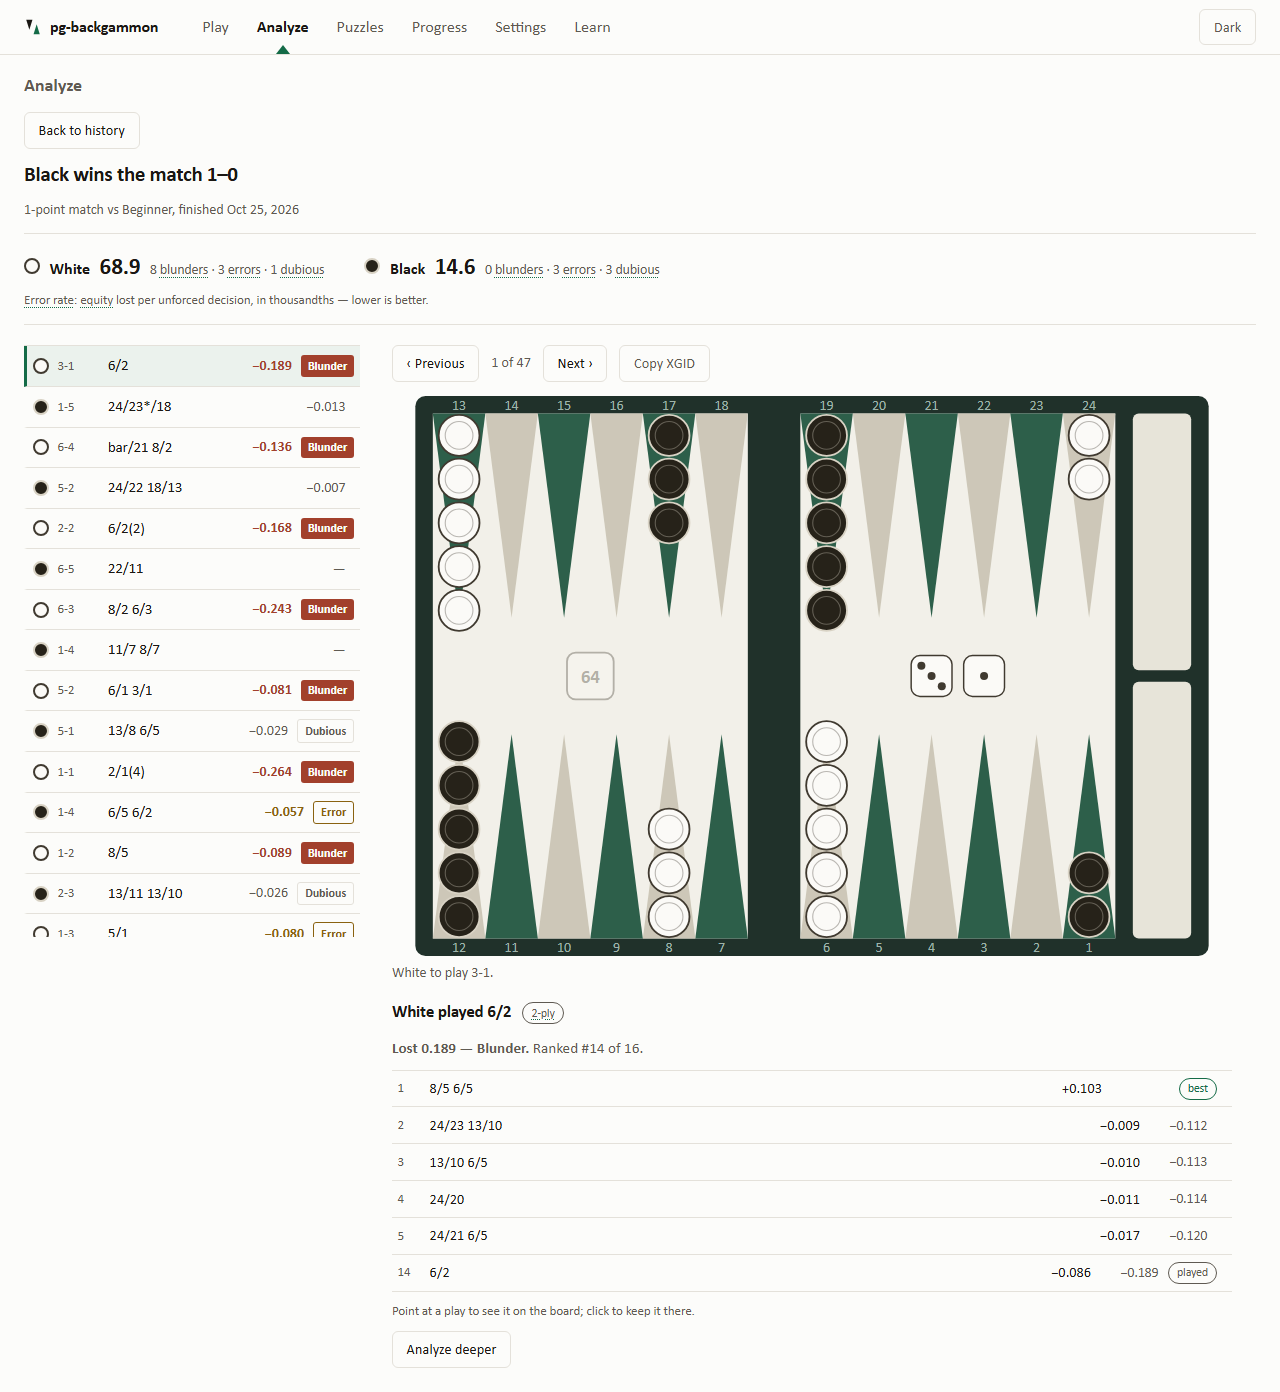 pg-backgammon Play Analyze Puzzles Progress Settings Learn Dark
Analyze
Back to history
Black wins the match 1–0
1-point match vs Beginner, finished Oct 25, 2026
White 68.9 8 blunders · 3 errors · 1 dubious Black 14.6 0 blunders · 3 errors · 3 dubious
Error rate: equity lost per unforced decision, in thousandths — lower is better.
3-1 6/2 −0.189 Blunder
1-5 24/23*/18 −0.013
6-4 bar/21 8/2 −0.136 Blunder
5-2 24/22 18/13 −0.007
2-2 6/2(2) −0.168 Blunder
6-5 22/11 —
6-3 8/2 6/3 −0.243 Blunder
1-4 11/7 8/7 —
5-2 6/1 3/1 −0.081 Blunder
5-1 13/8 6/5 −0.029 Dubious
1-1 2/1(4) −0.264 Blunder
1-4 6/5 6/2 −0.057 Error
1-2 8/5 −0.089 Blunder
2-3 13/11 13/10 −0.026 Dubious
1-3 5/1 −0.080 Error
‹ Previous 1 of 47 Next › Copy XGID
13 14 15 16 17 18 19 20 21 22 23 24
64
12 11 10 9 8 7 6 5 4 3 2 1
White to play 3-1.
White played 6/2 2-ply
Lost 0.189 — Blunder. Ranked #14 of 16.
1 8/5 6/5 +0.103 best
2 24/23 13/10 −0.009 −0.112
3 13/10 6/5 −0.010 −0.113
4 24/20 −0.011 −0.114
5 24/21 6/5 −0.017 −0.120
14 6/2 −0.086 −0.189 played
Point at a play to see it on the board; click to keep it there.
Analyze deeper